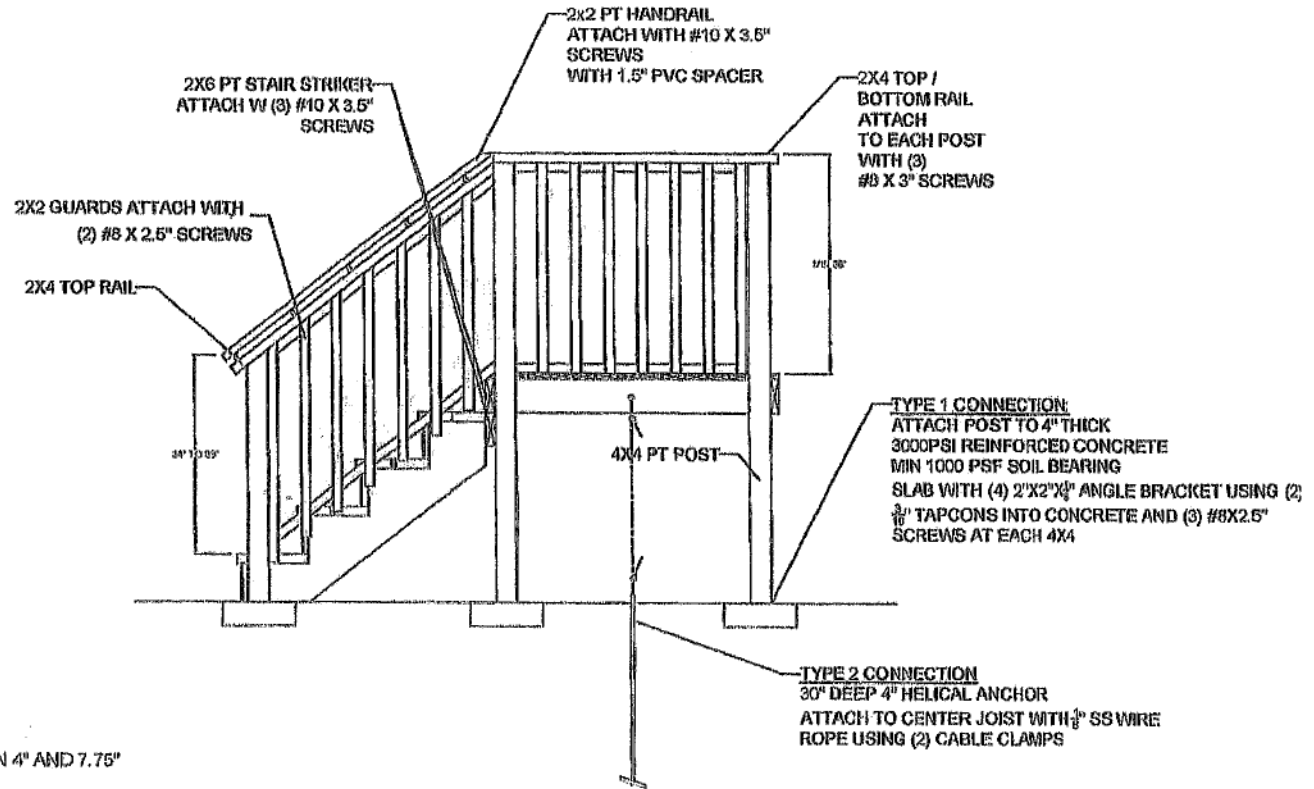 2x2 PT HANDRAIL
ATTACH WITH #10 X 3.5"
SCREWS
WITH 1.5" PVC SPACER
2X6 PT STAIR STRIKER
ATTACH W (3) #10 X 3.5"
SCREWS
2X4 TOP /
BOTTOM RAIL
ATTACH
TO EACH POST
WITH (3)
#8 X 3" SCREWS
2X2 GUARDS ATTACH WITH
(2) #8 X 2.5" SCREWS
2X4 TOP RAIL
4X4 PT POST
TYPE 1 CONNECTION
ATTACH POST TO 4" THICK
3000PSI REINFORCED CONCRETE
MIN 1000 PSF SOIL BEARING
SLAB WITH (4) 2"X2"X ANGLE BRACKET USING (2)
TAPCONS INTO CONCRETE AND (3) #8X2.5"
SCREWS AT EACH 4X4
TYPE 2 CONNECTION
30" DEEP 4" HELICAL ANCHOR
ATTACH TO CENTER JOIST WITH SS WIRE
ROPE USING (2) CABLE CLAMPS
N 4" AND 7.75"